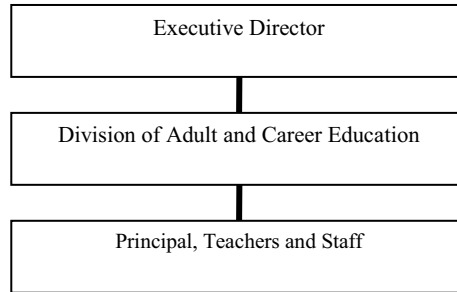 Executive Director
Division of Adult and Career Education
Principal, Teachers and Staff